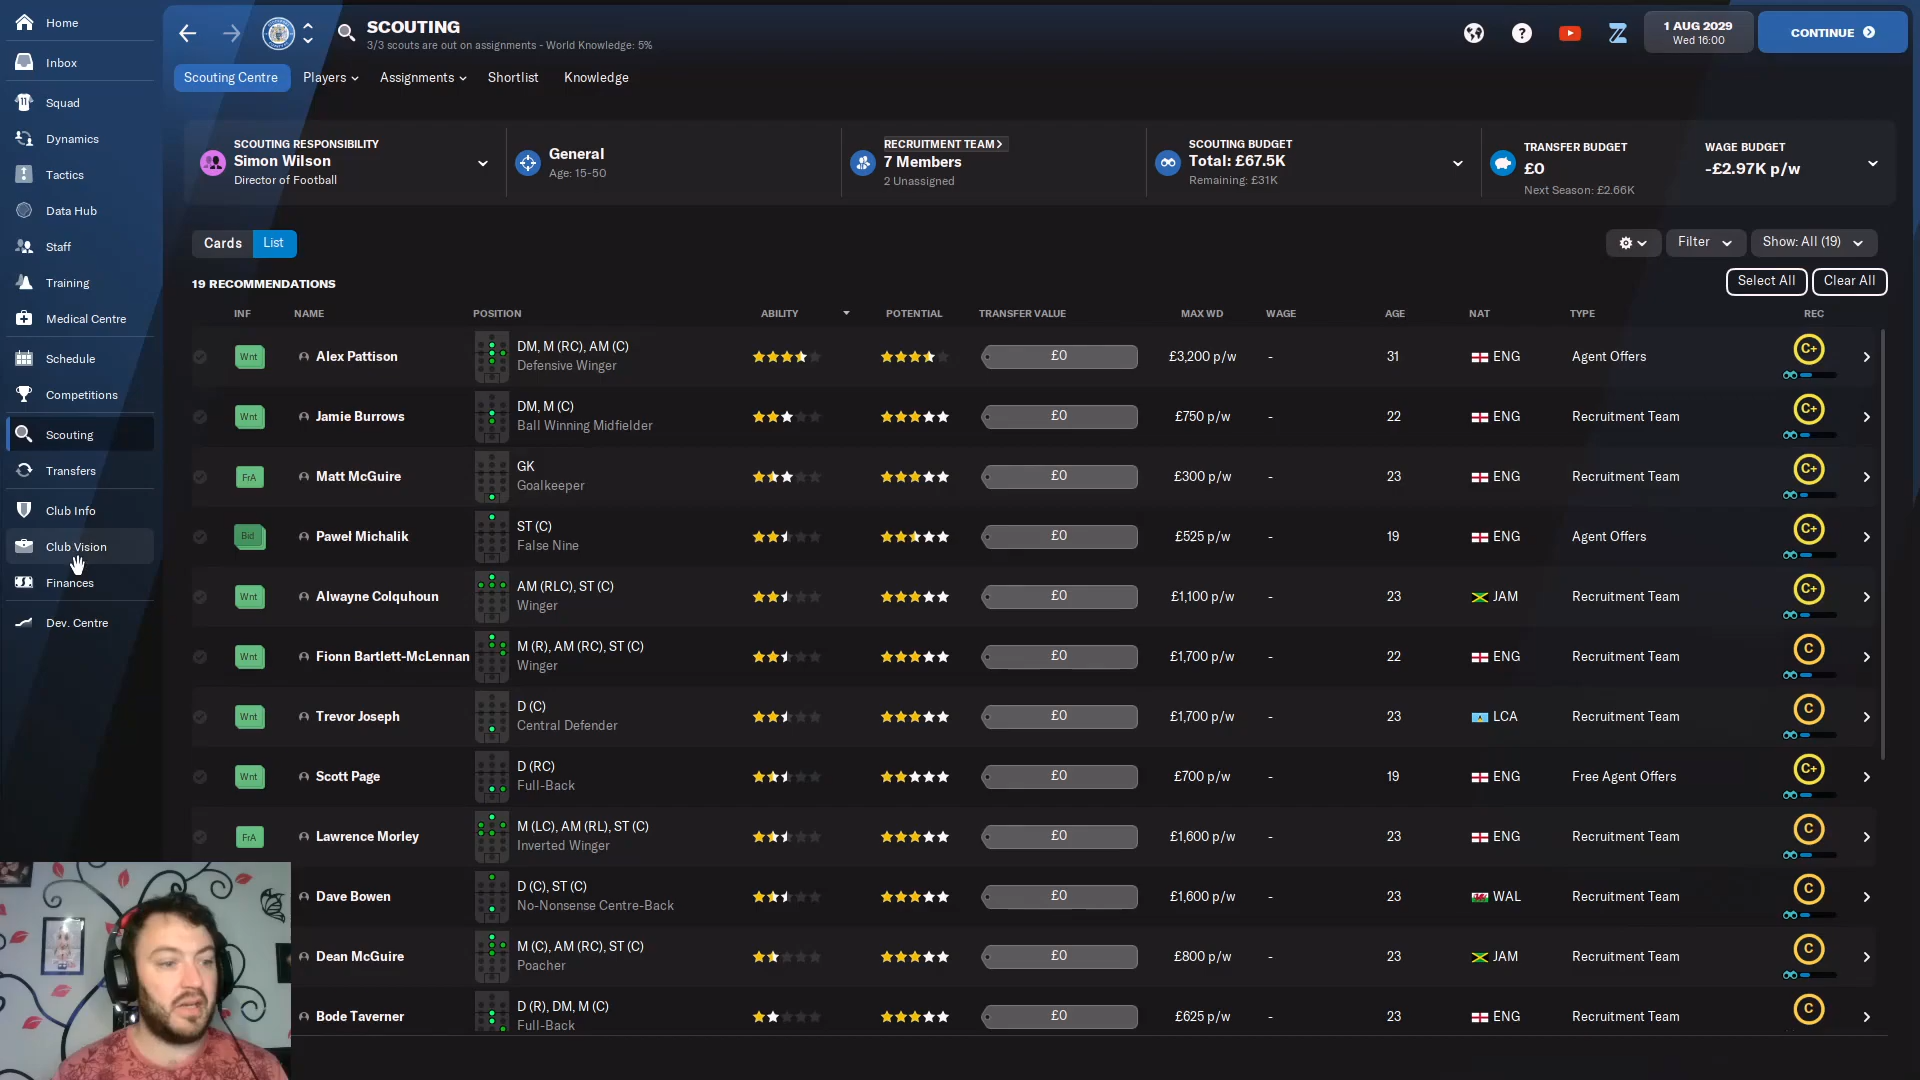 Home
Inbox
Squad
Dynamics
Tactics
Data Hub
Staff
Training
Medical Centre
Schedule
Competitions
Scouting
Transfers
Club Info
Club Vision
Finances
Dev. Centre
SCOUTING
3/3 scouts are out on assignments - World Knowledge: 5%
1 AUG 2029
Wed 16:00
CONTINUE
Scouting Centre Players Assignments Shortlist Knowledge
SCOUTING RESPONSIBILITY
Simon Wilson
Director of Football
General
Age: 15-50
RECRUITMENT TEAM >
7 Members
2 Unassigned
SCOUTING BUDGET
Total: £67.5K
Remaining: £31K
TRANSFER BUDGET
£0
Next Season: £2.66K
WAGE BUDGET
-£2.97K p/w
Cards List
Filter
Show: All (19)
19 RECOMMENDATIONS
Select All
Clear All
INF NAME POSITION ABILITY POTENTIAL TRANSFER VALUE MAX WD WAGE AGE NAT TYPE REC
Wnt Alex Pattison DM, M (RC), AM (C) £0 £3,200 p/w - 31 ENG Agent Offers C+
Defensive Winger
Wnt Jamie Burrows DM, M (C) £0 £750 p/w - 22 ENG Recruitment Team C+
Ball Winning Midfielder
FrA Matt McGuire GK £0 £300 p/w - 23 ENG Recruitment Team C+
Goalkeeper
Bid Paweł Michalik ST (C) £0 £525 p/w - 19 ENG Agent Offers C+
False Nine
Wnt Alwayne Colquhoun AM (RLC), ST (C) £0 £1,100 p/w - 23 JAM Recruitment Team C+
Winger
Wnt Fionn Bartlett-McLennan M (R), AM (RC), ST (C) £0 £1,700 p/w - 22 ENG Recruitment Team C
Winger
Wnt Trevor Joseph D (C) £0 £1,700 p/w - 23 LCA Recruitment Team C
Central Defender
Wnt Scott Page D (RC) £0 £700 p/w - 19 ENG Free Agent Offers C+
Full-Back
FrA Lawrence Morley M (LC), AM (RL), ST (C) £0 £1,600 p/w - 23 ENG Recruitment Team C
Inverted Winger
Dave Bowen D (C), ST (C) £0 £1,600 p/w - 23 WAL Recruitment Team C
No-Nonsense Centre-Back
Dean McGuire M (C), AM (RC), ST (C) £0 £800 p/w - 23 JAM Recruitment Team C
Poacher
Bode Taverner D (R), DM, M (C) £0 £625 p/w - 23 ENG Recruitment Team C
Full-Back